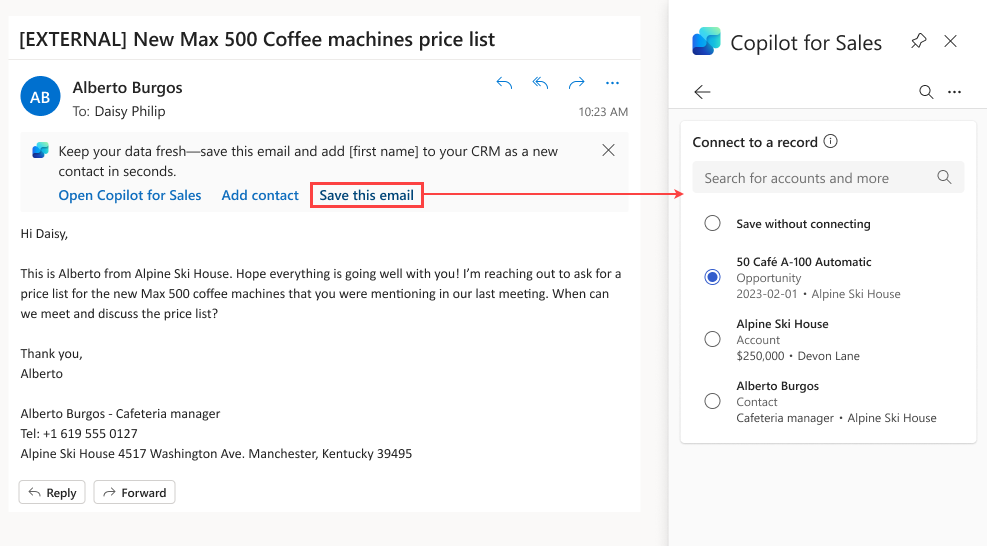 [EXTERNAL] New Max 500 Coffee machines price list
AB
Alberto Burgos
To: Daisy Philip
10:23 AM
Keep your data fresh—save this email and add [first name] to your CRM as a new
contact in seconds.
Open Copilot for Sales Add contact Save this email
Hi Daisy,
This is Alberto from Alpine Ski House. Hope everything is going well with you! I'm reaching out to ask for a
price list for the new Max 500 coffee machines that you were mentioning in our last meeting. When can
we meet and discuss the price list?
Thank you,
Alberto
Alberto Burgos - Cafeteria manager
Tel: +1 619 555 0127
Alpine Ski House 4517 Washington Ave. Manchester, Kentucky 39495
Reply Forward
Copilot for Sales
Connect to a record
Search for accounts and more
Save without connecting
50 Café A-100 Automatic
Opportunity
2023-02-01 • Alpine Ski House
Alpine Ski House
Account
$250,000 • Devon Lane
Alberto Burgos
Contact
Cafeteria manager • Alpine Ski House